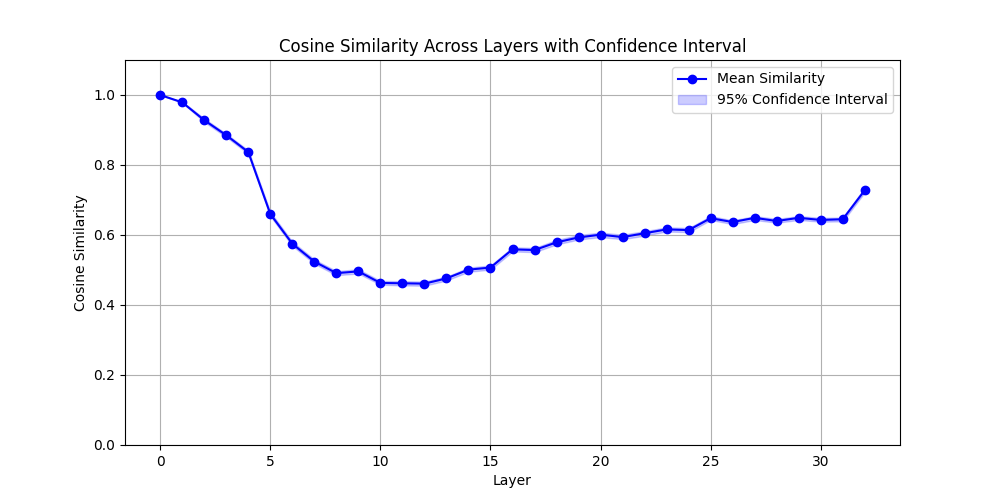 Cosine Similarity Across Layers with Confidence Interval
Mean Similarity
95% Confidence Interval
Cosine Similarity
1.0
0.8
0.6
0.4
0.2
0.0
0 5 10 15 20 25 30
Layer